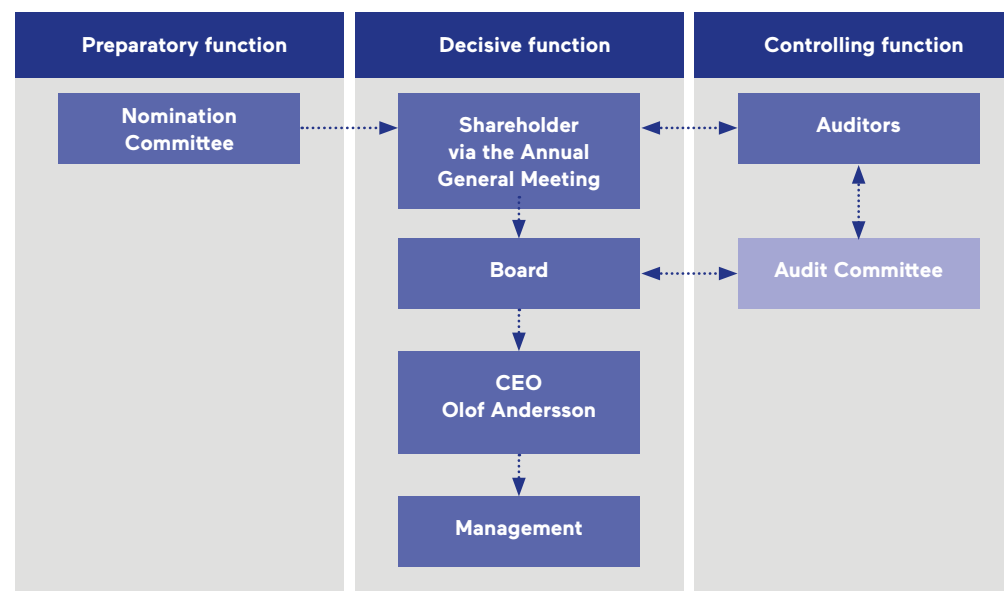 Preparatory function
Decisive function
Controlling function
Nomination
Committee
Shareholder
via the Annual
General Meeting
Auditors
Board
Audit Committee
CEO
Olof Andersson
Management